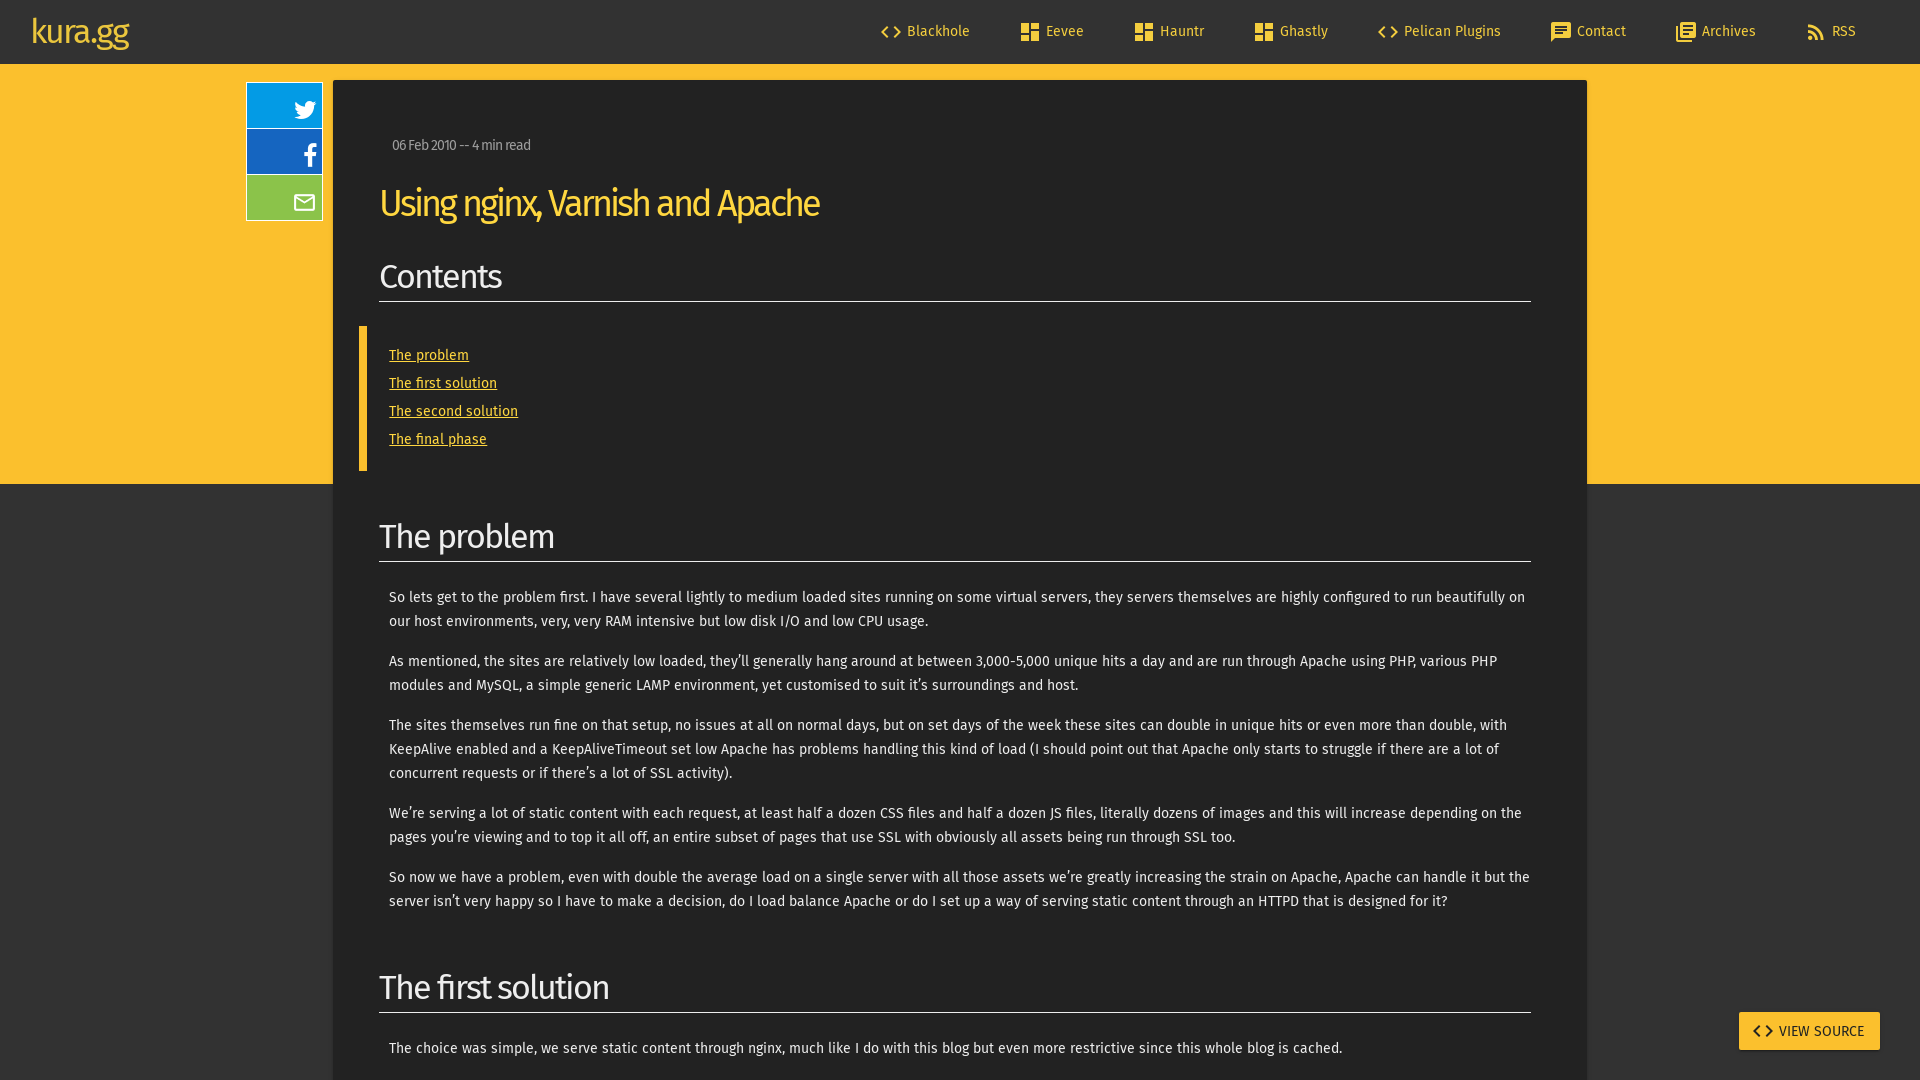 kura.gg
Blackhole
Eevee
Hauntr
Ghastly
Pelican Plugins
Contact
Archives
RSS
06 Feb 2010 -- 4 min read
Using nginx, Varnish and Apache
Contents
The problem
The first solution
The second solution
The final phase
The problem
So lets get to the problem first. I have several lightly to medium loaded sites running on some virtual servers, they servers themselves are highly configured to run beautifully on
our host environments, very, very RAM intensive but low disk I/O and low CPU usage.
As mentioned, the sites are relatively low loaded, they’ll generally hang around at between 3,000-5,000 unique hits a day and are run through Apache using PHP, various PHP
modules and MySQL, a simple generic LAMP environment, yet customised to suit it’s surroundings and host.
The sites themselves run fine on that setup, no issues at all on normal days, but on set days of the week these sites can double in unique hits or even more than double, with
KeepAlive enabled and a KeepAliveTimeout set low Apache has problems handling this kind of load (I should point out that Apache only starts to struggle if there are a lot of
concurrent requests or if there’s a lot of SSL activity).
We’re serving a lot of static content with each request, at least half a dozen CSS files and half a dozen JS files, literally dozens of images and this will increase depending on the
pages you’re viewing and to top it all off, an entire subset of pages that use SSL with obviously all assets being run through SSL too.
So now we have a problem, even with double the average load on a single server with all those assets we’re greatly increasing the strain on Apache, Apache can handle it but the
server isn’t very happy so I have to make a decision, do I load balance Apache or do I set up a way of serving static content through an HTTPD that is designed for it?
The first solution
The choice was simple, we serve static content through nginx, much like I do with this blog but even more restrictive since this whole blog is cached.
VIEW SOURCE